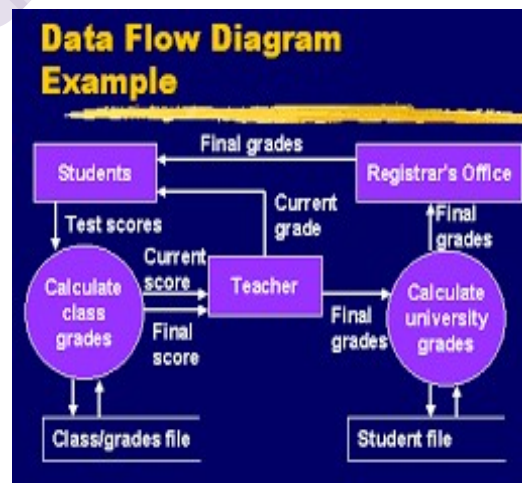 Data Flow Diagram
Example
Final grades
Students
Registrar's Office
Test scores
Current
grade
Final
grades
Current
score
Calculate
class
grades
Teacher
Calculate
university
grades
Final
score
Final
grades
Class/grades file
Student file